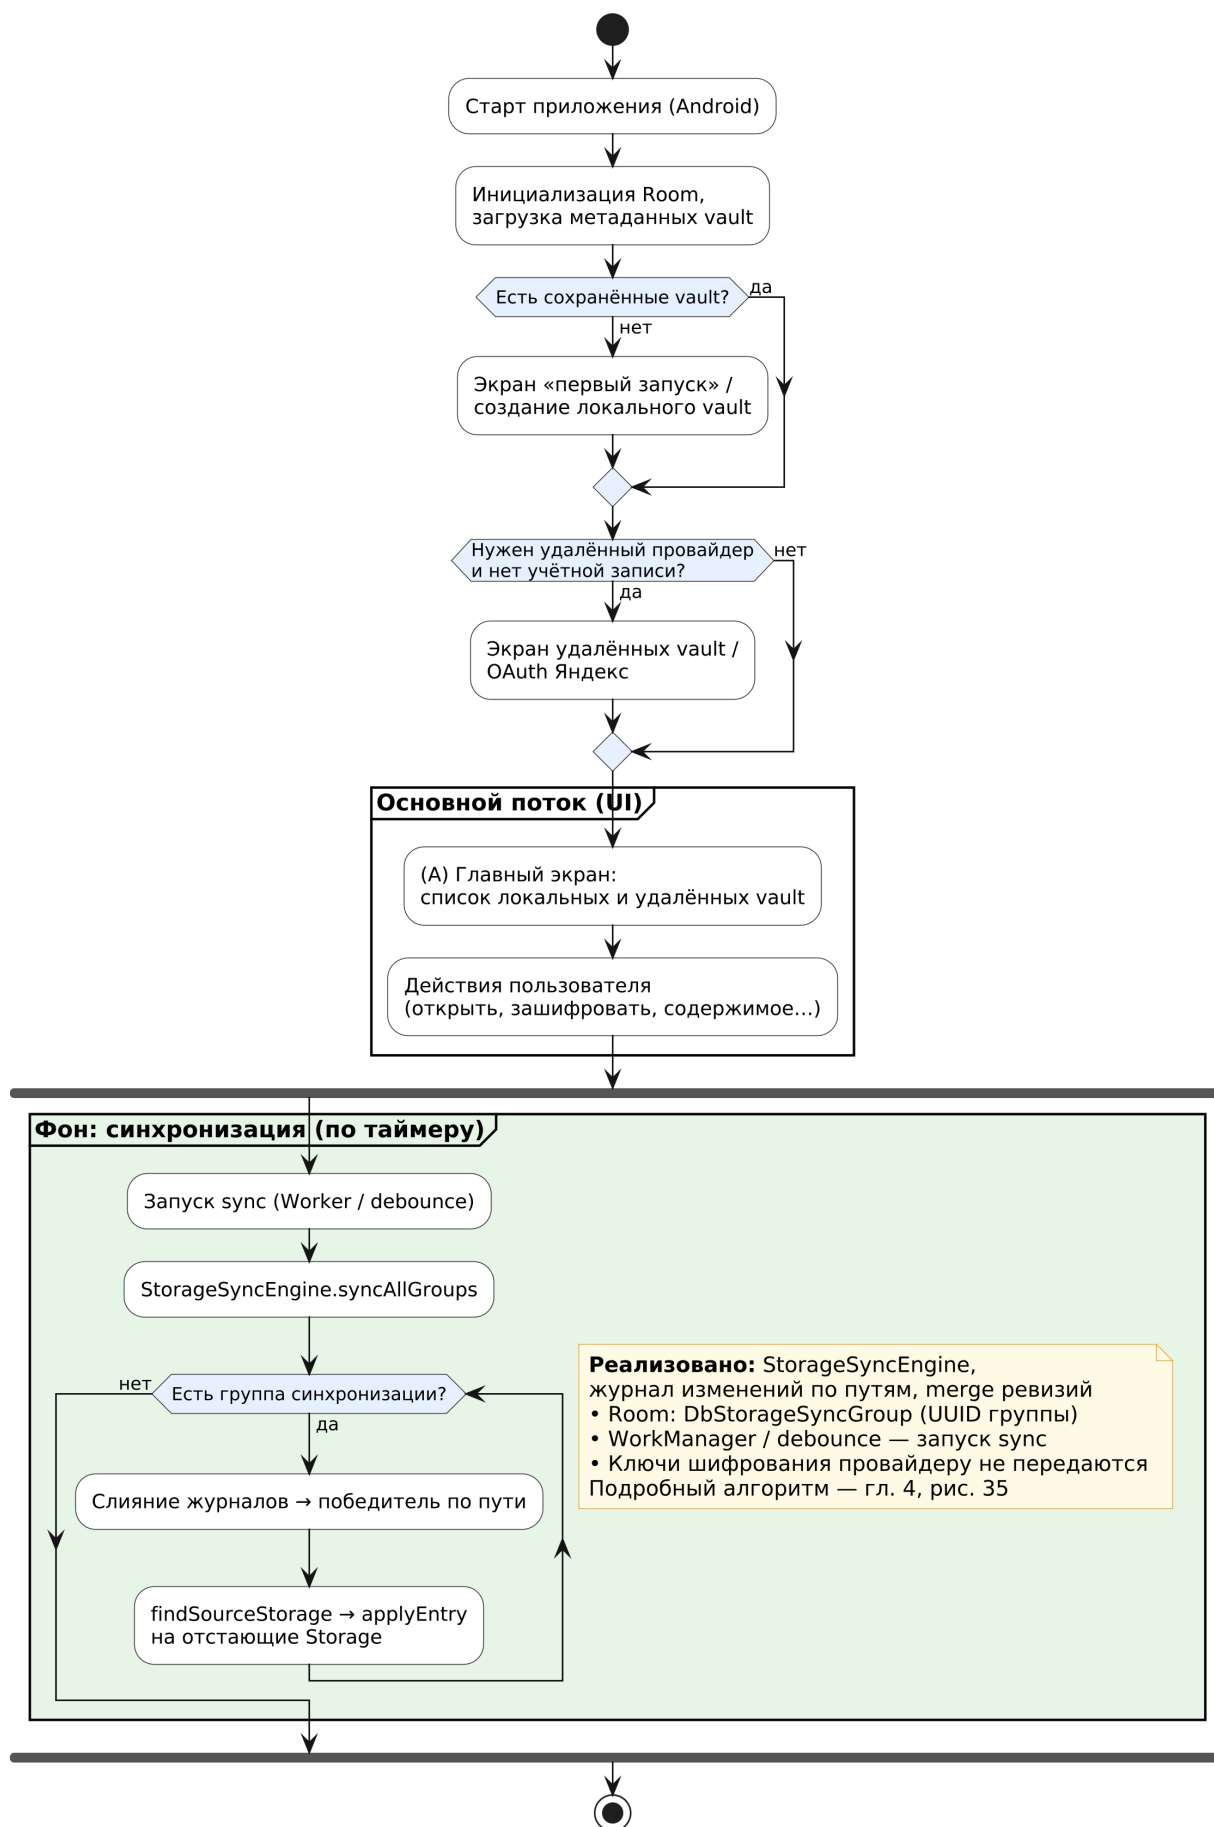 Старт приложения (Android)
Инициализация Room,
загрузка метаданных vault
Есть сохранённые vault?
да
нет
Экран «первый запуск» /
создание локального vault
Нужен удалённый провайдер
и нет учётной записи?
нет
да
Экран удалённых vault /
OAuth Яндекс
Основной поток (UI)
(A) Главный экран:
список локальных и удалённых vault
Действия пользователя
(открыть, зашифровать, содержимое…)
Фон: синхронизация (по таймеру)
Запуск sync (Worker / debounce)
StorageSyncEngine.syncAllGroups
нет
Есть группа синхронизации?
да
Слияние журналов → победитель по пути
findSourceStorage → applyEntry
на отстающие Storage
Реализовано: StorageSyncEngine,
журнал изменений по путям, merge ревизий
• Room: DbStorageSyncGroup (UUID группы)
• WorkManager / debounce — запуск sync
• Ключи шифрования провайдеру не передаются
Подробный алгоритм — гл. 4, рис. 35